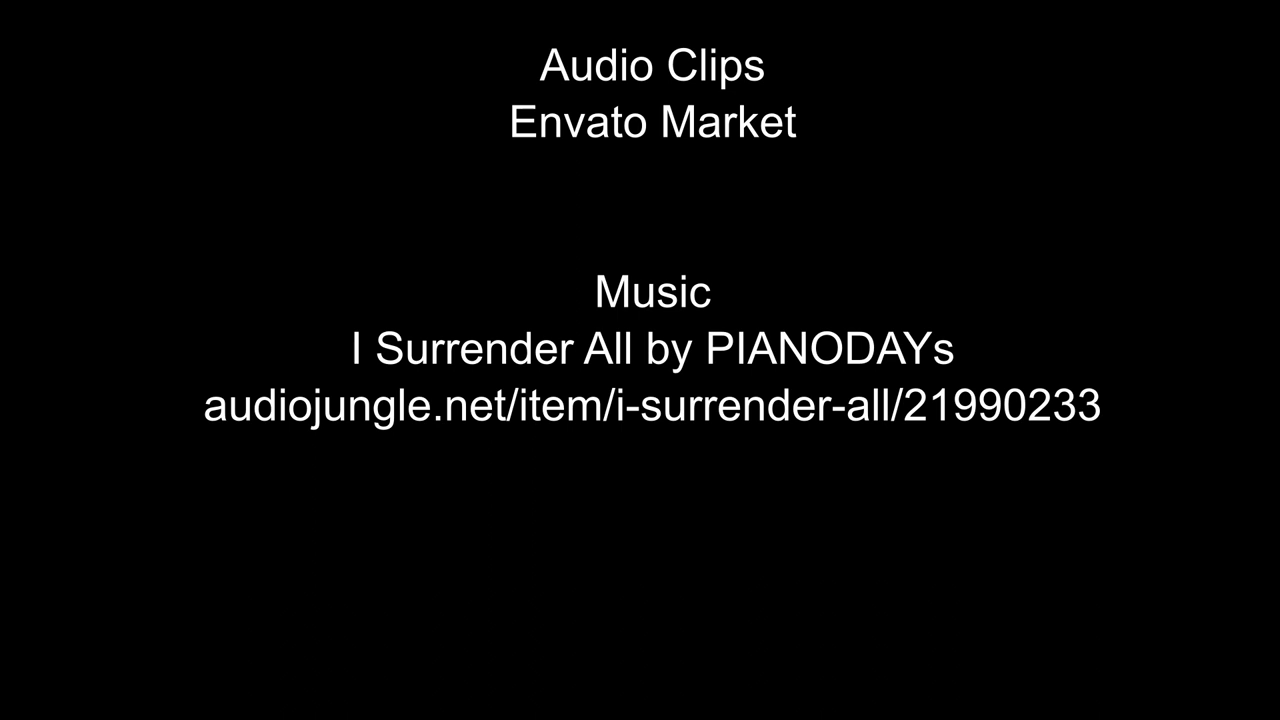 Audio Clips
Envato Market
Music
I Surrender All by PIANODAYs
audiojungle.net/item/i-surrender-all/21990233